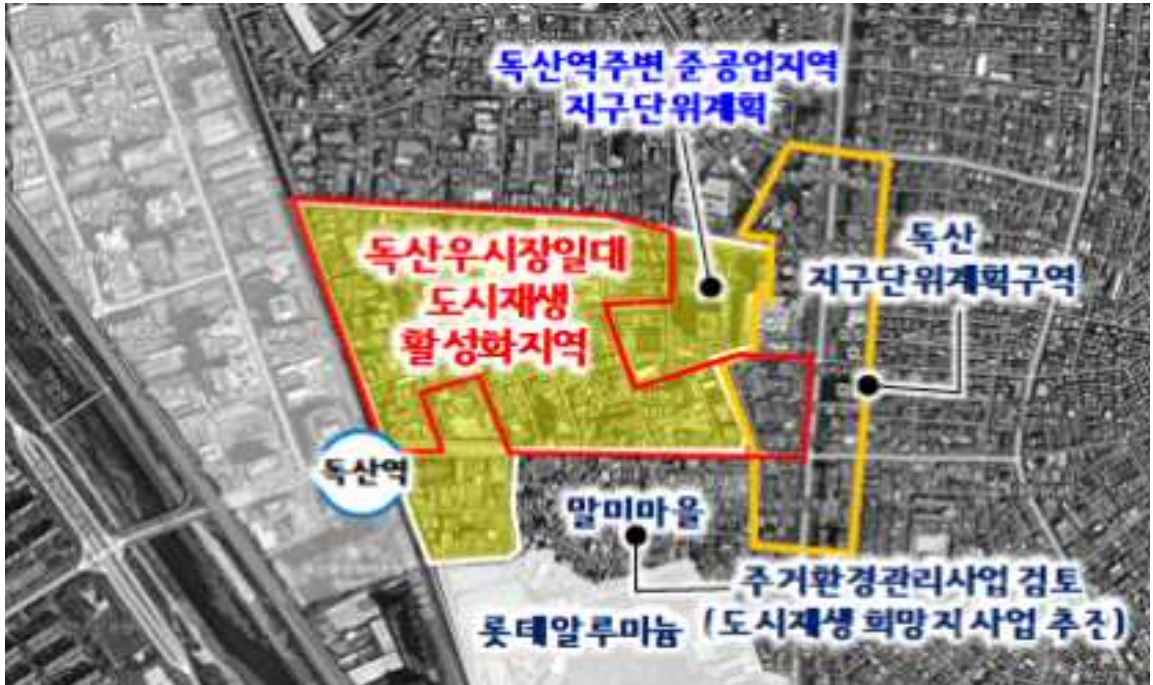 독산역주변 준공업지역
지구단위계획
독산우시장일대
도시재생
활성화지역
독산
지구단위계획구역
독산역
말미마을
주거환경관리사업 검토
(도시재생 희망지 사업 추진)
롯데알루미늄